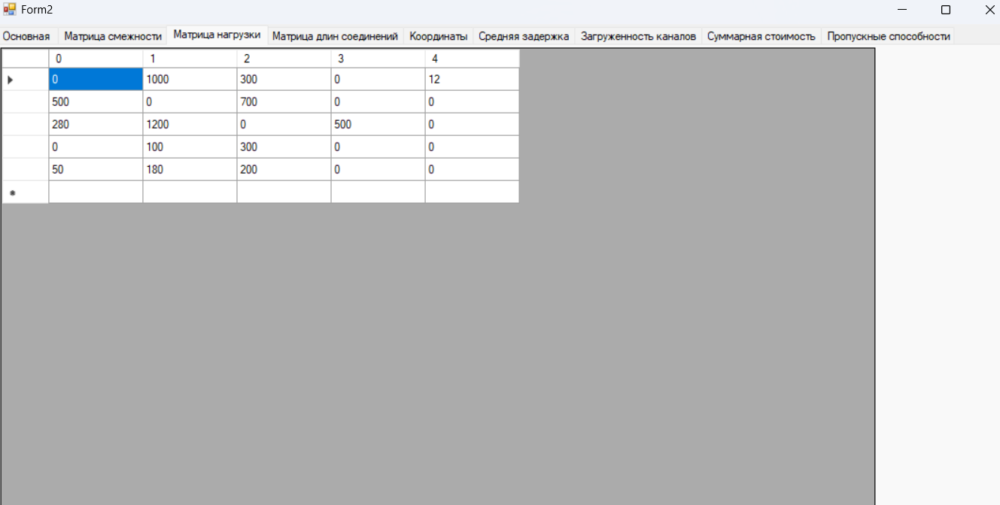 Form2
Основная Матрица смежности Матрица нагрузки Матрица длин соединений Координаты Средняя задержка Загруженность каналов Суммарная стоимость Пропускные способности
0 1 2 3 4
0 1000 300 0 12
500 0 700 0 0
280 1200 0 500 0
0 100 300 0 0
50 180 200 0 0